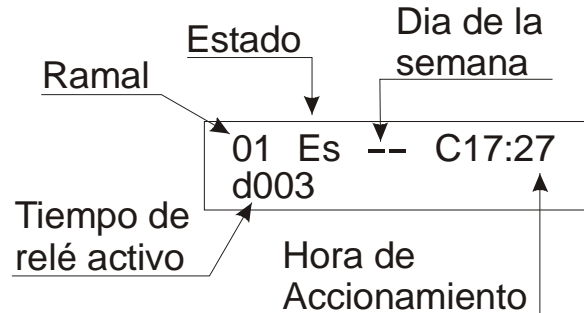 Estado
Dia de la
semana
Ramal
01 Es -- C17:27
d003
Tiempo de
relé activo
Hora de
Accionamiento